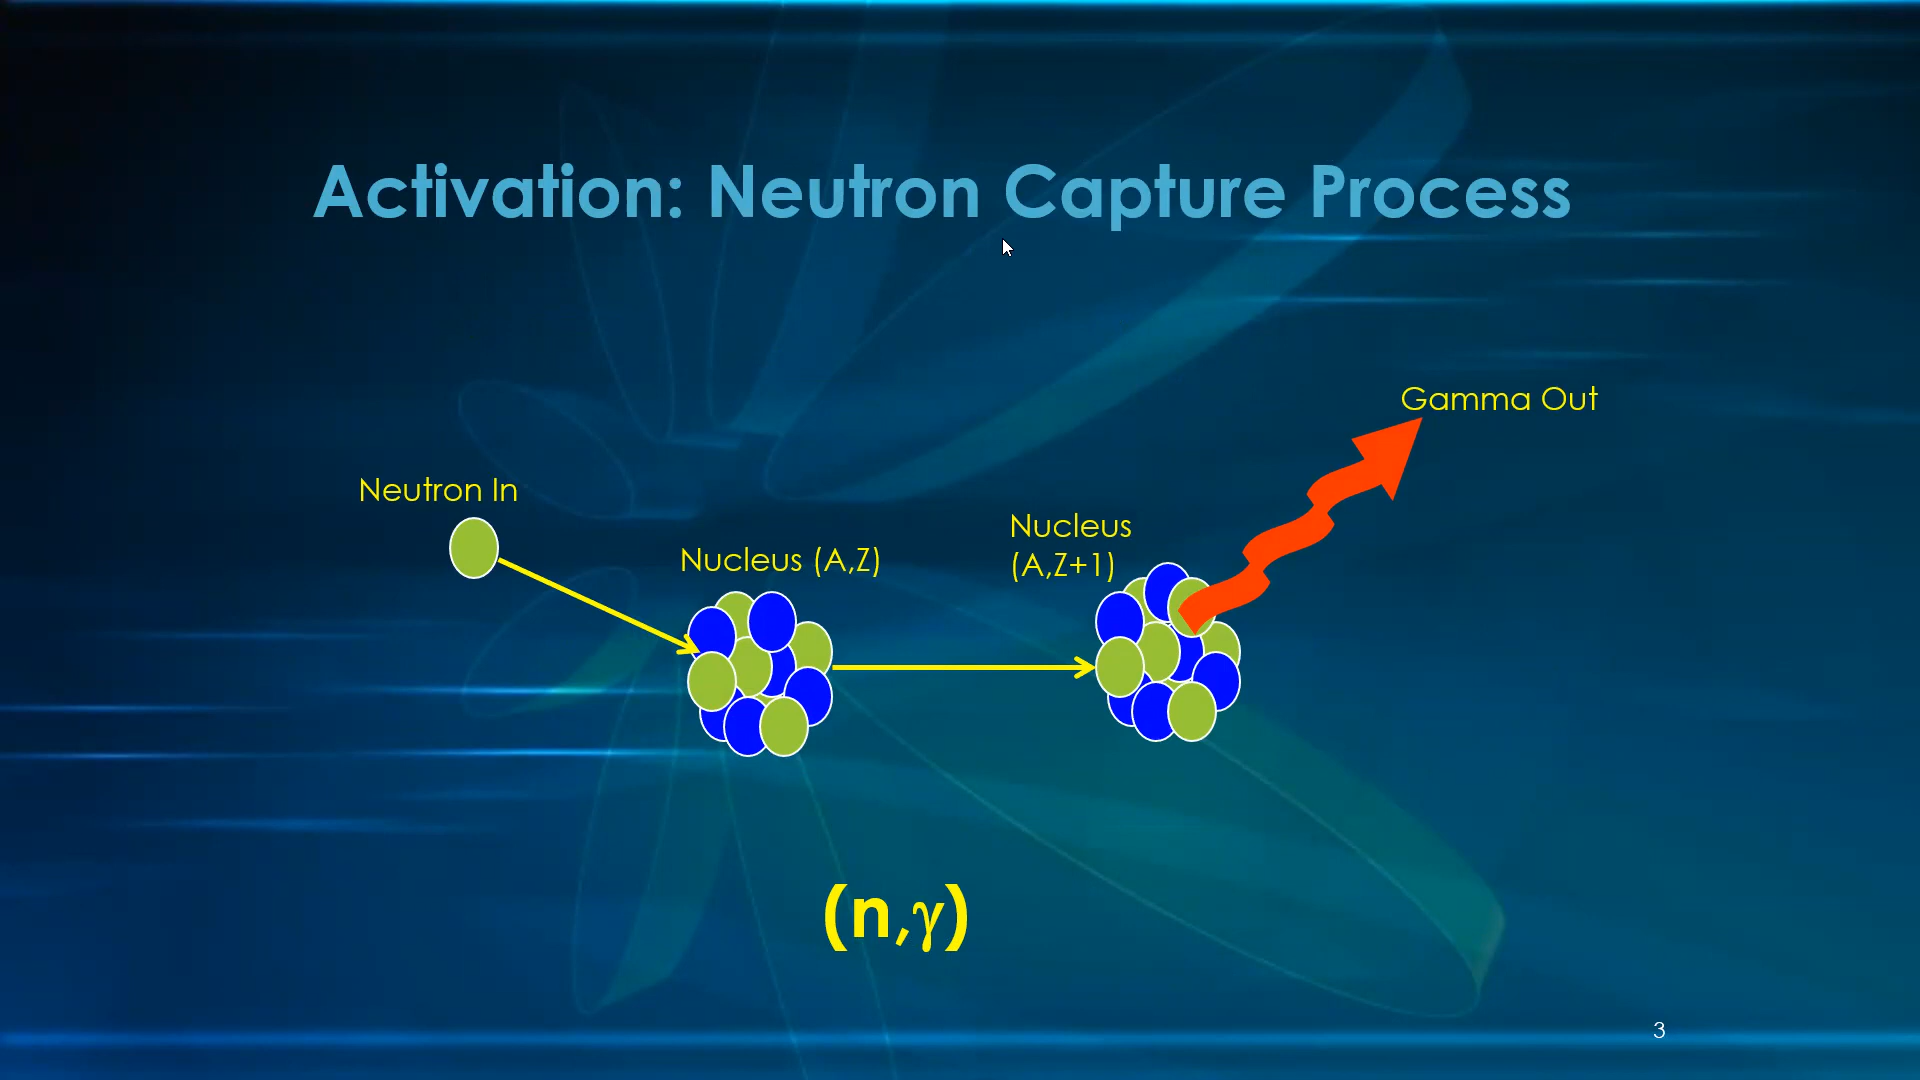 Activation: Neutron Capture Process
Gamma Out
Neutron In
Nucleus (A,Z)
Nucleus
(A,Z+1)
(n,γ)
3